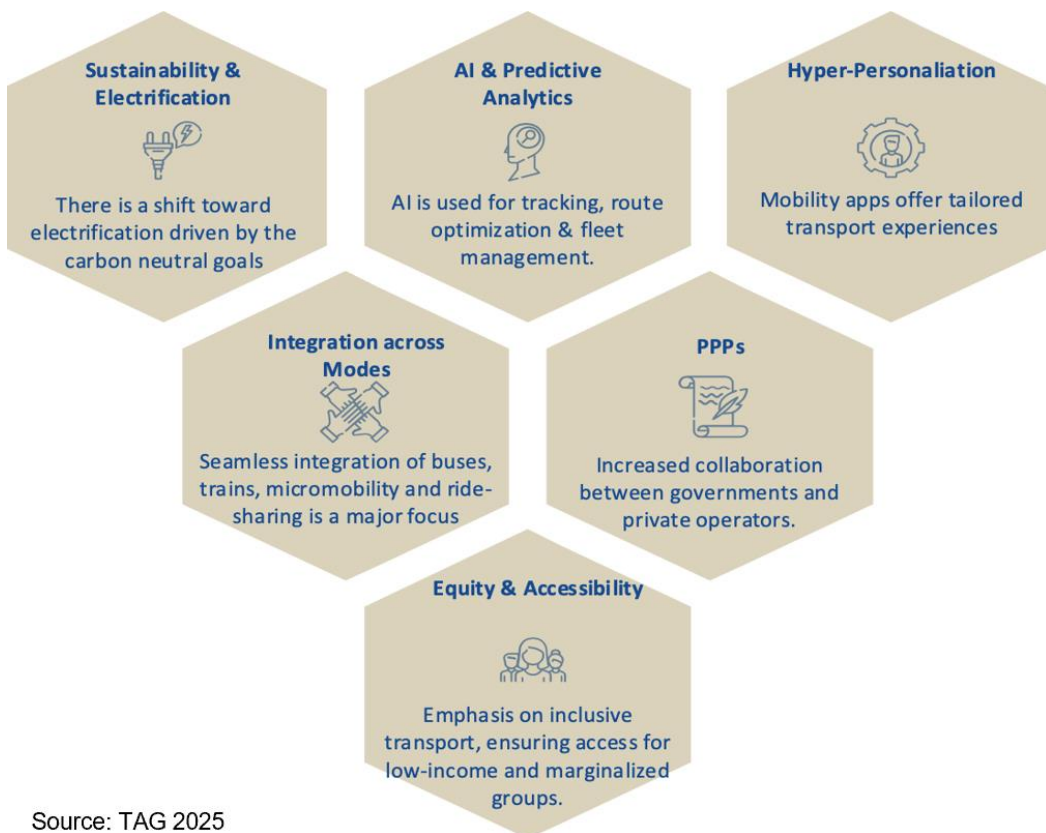 Sustainability &
Electrification
There is a shift toward
electrification driven by the
carbon neutral goals
AI & Predictive
Analytics
AI is used for tracking, route
optimization & fleet
management.
Hyper-Personaliation
Mobility apps offer tailored
transport experiences
Integration across
Modes
Seamless integration of buses,
trains, micromobility and ride-
sharing is a major focus
PPPs
Increased collaboration
between governments and
private operators.
Equity & Accessibility
Emphasis on inclusive
transport, ensuring access for
low-income and marginalized
groups.
Source: TAG 2025